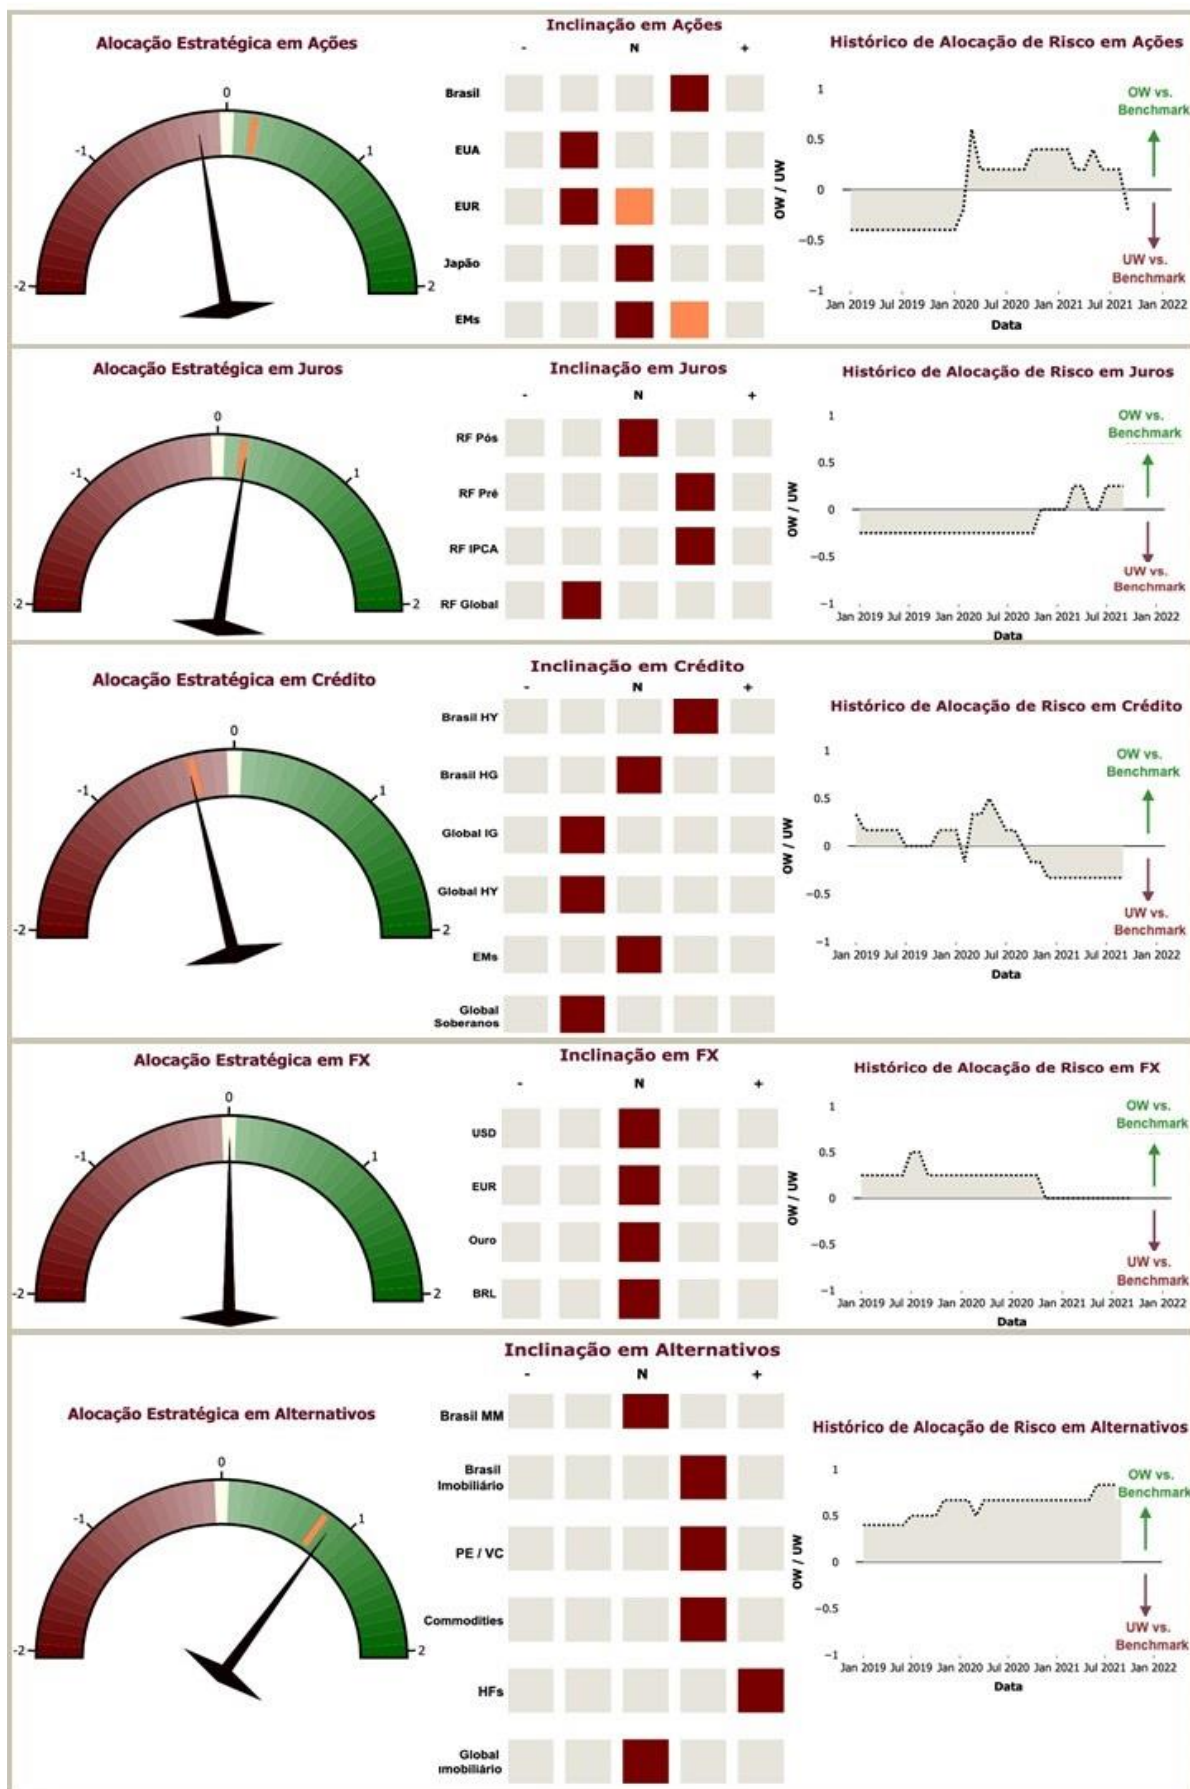 Alocação Estratégica em Ações
0
-1
1
-2
2
Inclinação em Ações
- N +
Brasil
EUA
EUR
Japão
EMs
Histórico de Alocação de Risco em Ações
OW / UW
1
0.5
0
−0.5
−1
OW vs.
Benchmark
UW vs.
Benchmark
Jan 2019 Jul 2019 Jan 2020 Jul 2020 Jan 2021 Jul 2021 Jan 2022
Data
Alocação Estratégica em Juros
0
-1
1
-2
2
Inclinação em Juros
- N +
RF Pós
RF Pré
RF IPCA
RF Global
Histórico de Alocação de Risco em Juros
OW / UW
1
0.5
0
−0.5
−1
OW vs.
Benchmark
UW vs.
Benchmark
Jan 2019 Jul 2019 Jan 2020 Jul 2020 Jan 2021 Jul 2021 Jan 2022
Data
Alocação Estratégica em Crédito
0
-1
1
-2
2
Inclinação em Crédito
- N +
Brasil HY
Brasil HG
Global IG
Global HY
EMs
Global
Soberanos
Histórico de Alocação de Risco em Crédito
OW / UW
1
0.5
0
−0.5
−1
OW vs.
Benchmark
UW vs.
Benchmark
Jan 2019 Jul 2019 Jan 2020 Jul 2020 Jan 2021 Jul 2021 Jan 2022
Data
Alocação Estratégica em FX
0
-1
1
-2
2
Inclinação em FX
- N +
USD
EUR
Ouro
BRL
Histórico de Alocação de Risco em FX
OW / UW
1
0.5
0
−0.5
−1
OW vs.
Benchmark
UW vs.
Benchmark
Jan 2019 Jul 2019 Jan 2020 Jul 2020 Jan 2021 Jul 2021 Jan 2022
Data
Alocação Estratégica em Alternativos
0
-1
1
-2
2
Inclinação em Alternativos
- N +
Brasil MM
Brasil
Imobiliário
PE / VC
Commodities
HFs
Global
Imobiliário
Histórico de Alocação de Risco em Alternativos
OW / UW
1
0.5
0
−0.5
−1
OW vs.
Benchmark
UW vs.
Benchmark
Jan 2019 Jul 2019 Jan 2020 Jul 2020 Jan 2021 Jul 2021 Jan 2022
Data